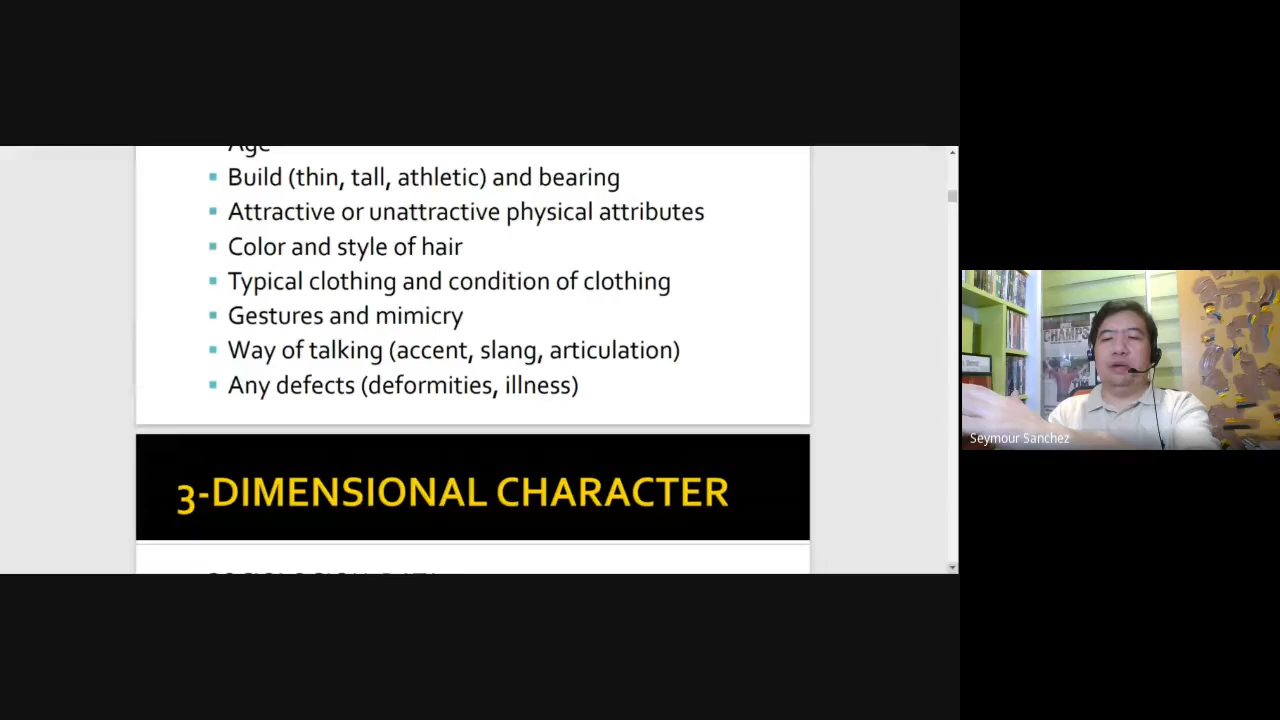 Age
Build (thin, tall, athletic) and bearing
Attractive or unattractive physical attributes
Color and style of hair
Typical clothing and condition of clothing
Gestures and mimicry
Way of talking (accent, slang, articulation)
Any defects (deformities, illness)
3-DIMENSIONAL CHARACTER
CHAMPS
Seymour Sanchez